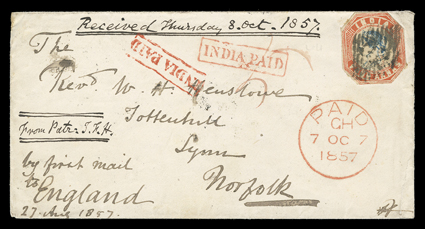 Received Thursday 8. Oct. 1857.
The
Revd. W. H. Henslowe
Tottenhill
Lynn
Norfolk
from Patr. J. F. H.
by first mail
to
England
27 Aug 1857.
INDIA PAID
INDIA PAID
PAID
GH
7 OC 7
1857
INDIA